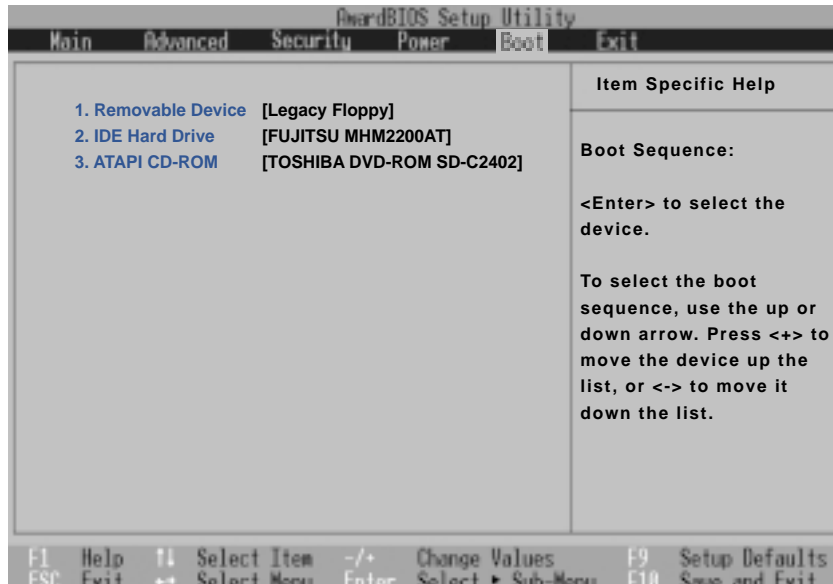 AwardBIOS Setup Utility
Main Advanced Security Power Boot Exit
1. Removable Device [Legacy Floppy]
2. IDE Hard Drive [FUJITSU MHM2200AT]
3. ATAPI CD-ROM [TOSHIBA DVD-ROM SD-C2402]
Item Specific Help
Boot Sequence:
<Enter> to select the
device.
To select the boot
sequence, use the up or
down arrow. Press <+> to
move the device up the
list, or <-> to move it
down the list.
F1 Help ↑↓ Select Item -/+ Change Values F9 Setup Defaults
ESC Exit ←→ Select Menu Enter Select ▸ Sub-Menu F10 Save and Exit